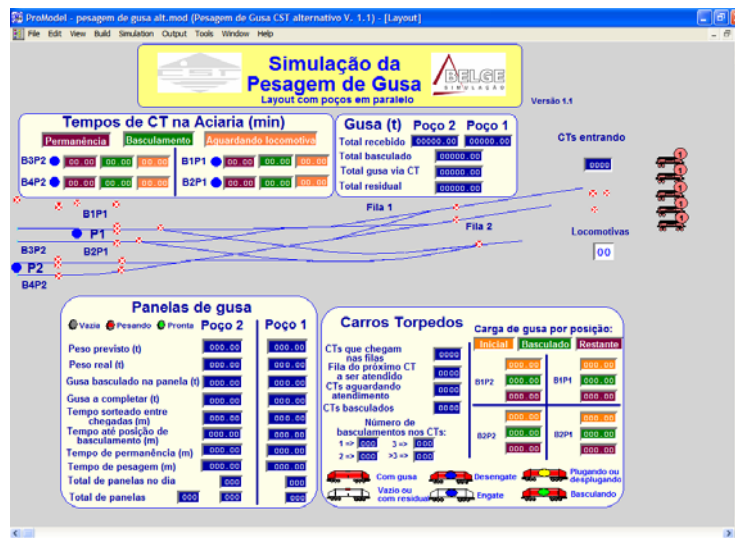 ProModel - pesagem de gusa alt.mod (Pesagem de Gusa CST alternativo V. 1.1) - [Layout]
File Edit View Build Simulation Output Tools Window Help
CST
Simulação da
Pesagem de Gusa
Layout com poços em paralelo
BELGE
SIMULAÇÃO
Versão 1.1
Tempos de CT na Aciaria (min)
Permanência Basculamento Aguardando locomotiva
B3P2 00.00 00.00 00.00 B1P1 00.00 00.00 00.00
B4P2 00.00 00.00 00.00 B2P1 00.00 00.00 00.00
Gusa (t) Poço 2 Poço 1
Total recebido 00000.00 00000.00
Total basculado 00000.00
Total gusa via CT 00000.00
Total residual 00000.00
CTs entrando
0000
1
1
1
1
1
Locomotivas
00
Fila 1
Fila 2
B1P1
P1
B3P2 B2P1
P2
B4P2
Panelas de gusa
Vazia Pesando Pronta Poço 2 Poço 1
Peso previsto (t) 000.00 000.00
Peso real (t) 000.00 000.00
Gusa basculado na panela (t) 000.00 000.00
Gusa a completar (t) 000.00 000.00
Tempo sorteado entre
chegadas (m) 000.00 000.00
Tempo até posição de
basculamento (m) 000.00 000.00
Tempo de permanência (m) 000.00 000.00
Tempo de pesagem (m) 000.00 000.00
Total de panelas no dia 000 000
Total de panelas 000 000 000
Carros Torpedos
CTs que chegam
nas filas 0000
Fila do próximo CT
a ser atendido 0000
CTs aguardando
atendimento 0000
CTs basculados 0000
Número de
basculamentos nos CTs:
1 => 000 3 => 000
2 => 000 >3 => 000
Carga de gusa por posição:
Inicial Basculado Restante
000.00 000.00
B1P2 000.00 B1P1 000.00
000.00 000.00
000.00 000.00
B2P2 000.00 B2P1 000.00
000.00 000.00
Com gusa Desengate Plugando ou
desplugando
Vazio ou
com residual Engate Basculando